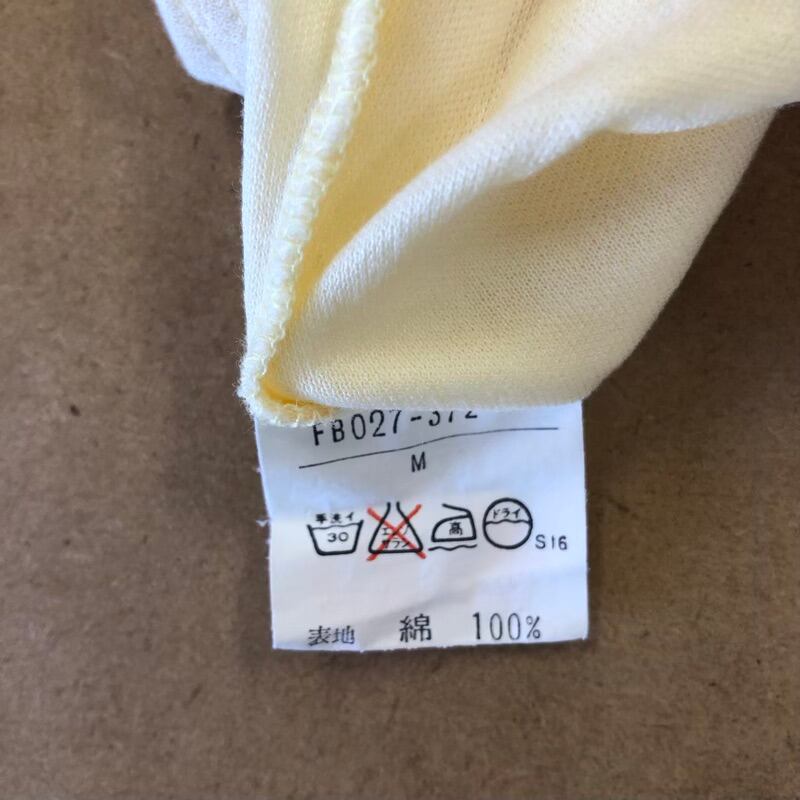 FB027-372
M
手洗イ 30 エンソ サラシ 高 ドライ S16
表地 綿 100%